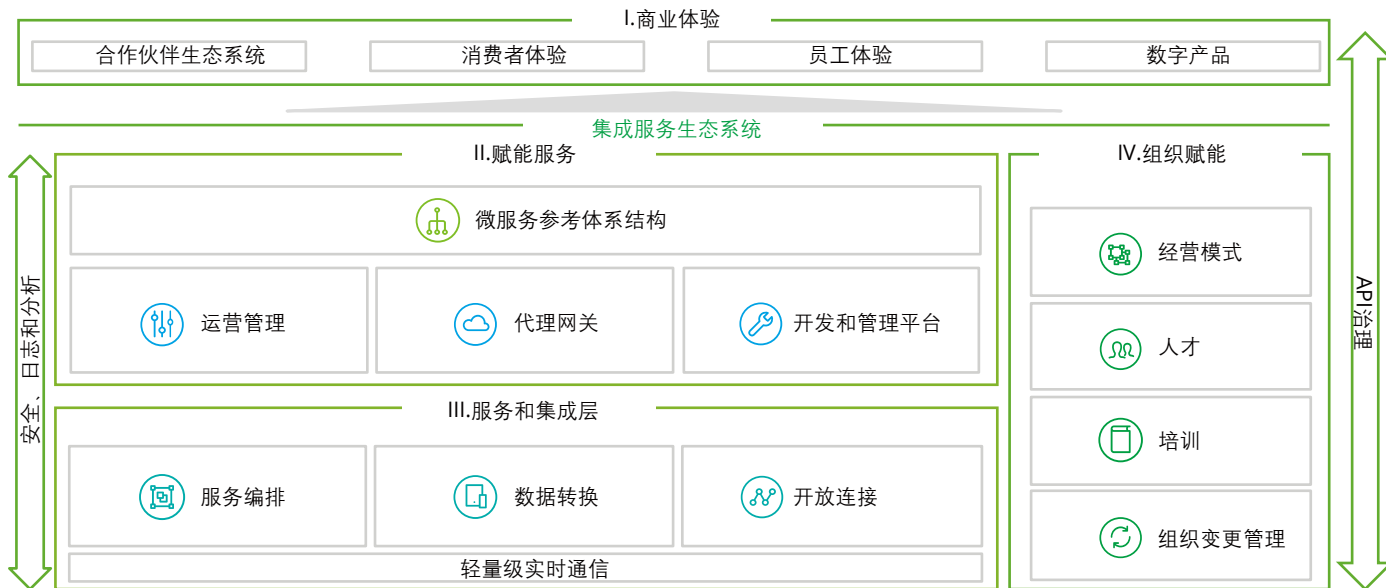 I.商业体验
合作伙伴生态系统
消费者体验
员工体验
数字产品
集成服务生态系统
II.赋能服务
微服务参考体系结构
运营管理
代理网关
开发和管理平台
III.服务和集成层
服务编排
数据转换
开放连接
轻量级实时通信
IV.组织赋能
经营模式
人才
培训
组织变更管理
安全、日志和分析
API治理